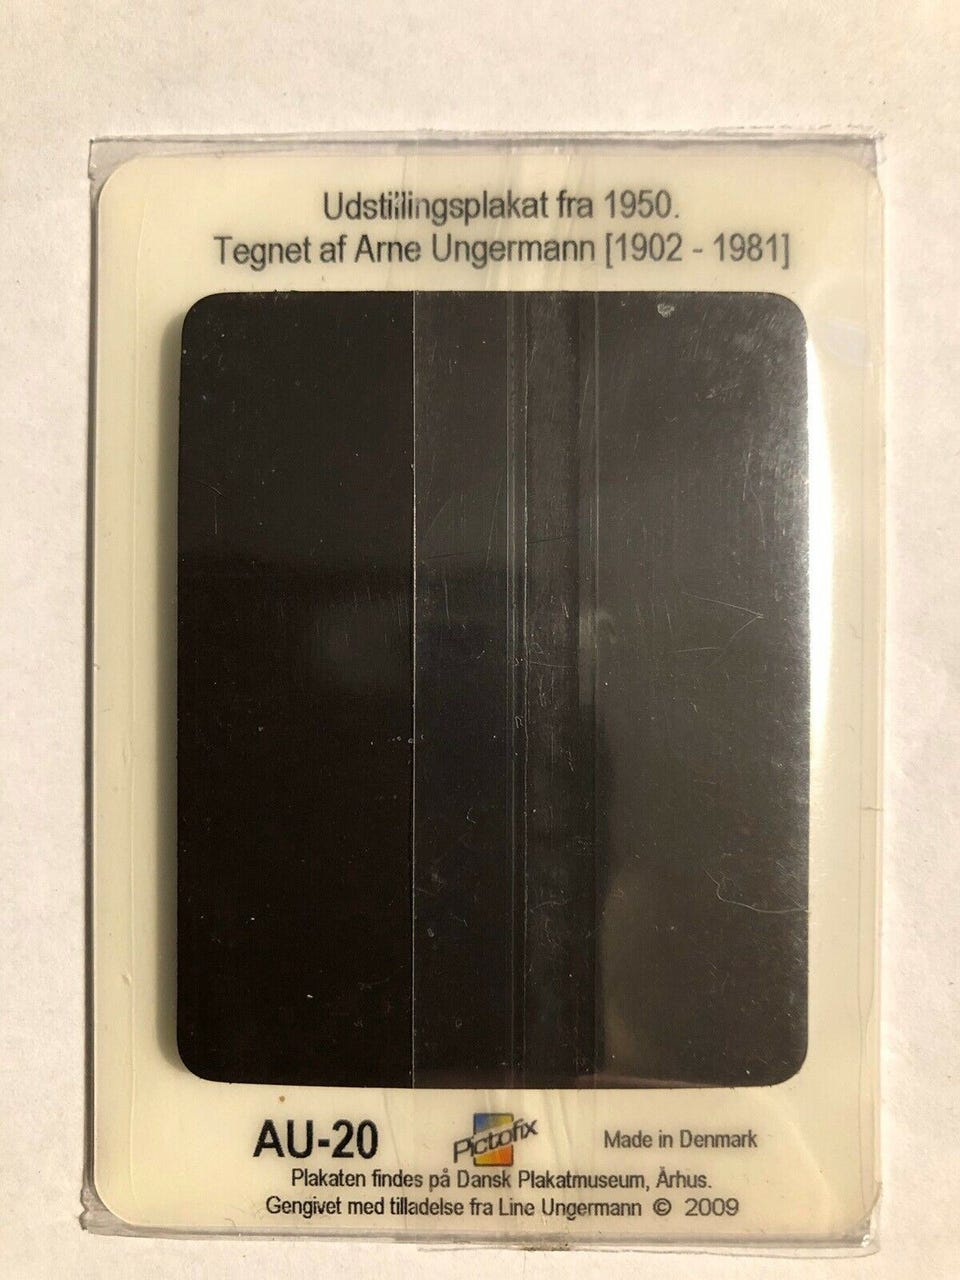 Udstillingsplakat fra 1950.
Tegnet af Arne Ungermann [1902 - 1981]
AU-20
Pictofix
Made in Denmark
Plakaten findes på Dansk Plakatmuseum, Århus.
Gengivet med tilladelse fra Line Ungermann © 2009